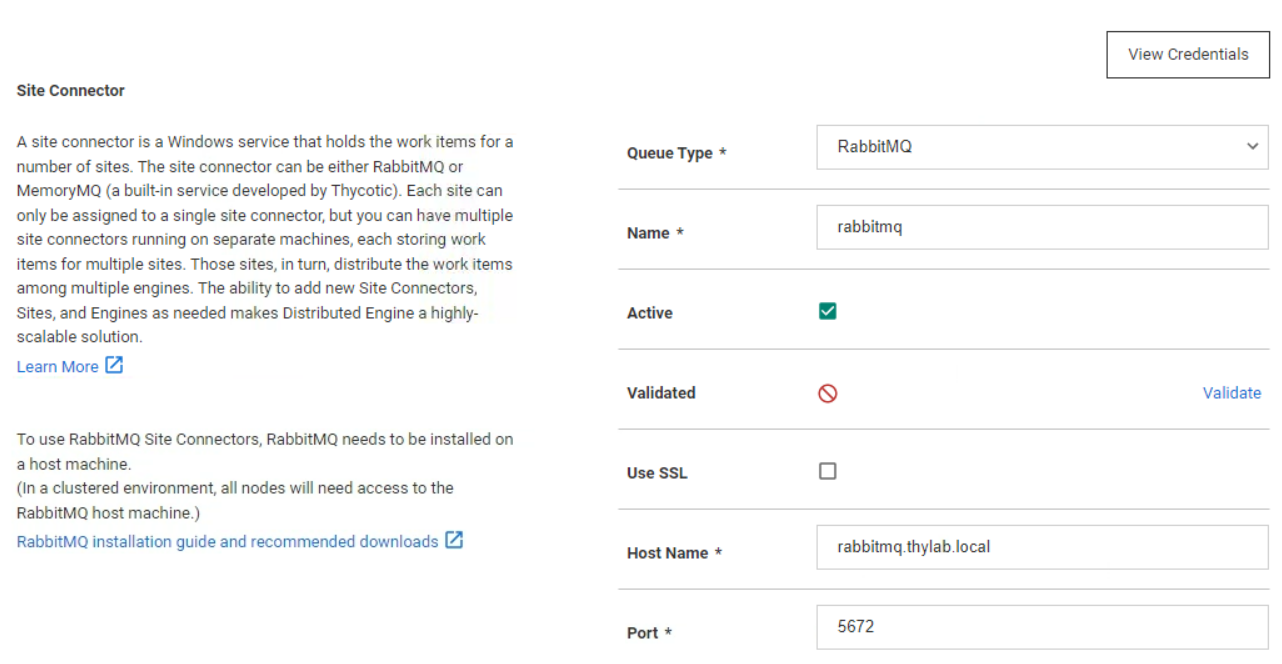 View Credentials
Site Connector
A site connector is a Windows service that holds the work items for a
number of sites. The site connector can be either RabbitMQ or
MemoryMQ (a built-in service developed by Thycotic). Each site can
only be assigned to a single site connector, but you can have multiple
site connectors running on separate machines, each storing work
items for multiple sites. Those sites, in turn, distribute the work items
among multiple engines. The ability to add new Site Connectors,
Sites, and Engines as needed makes Distributed Engine a highly-
scalable solution.
Learn More
To use RabbitMQ Site Connectors, RabbitMQ needs to be installed on
a host machine.
(In a clustered environment, all nodes will need access to the
RabbitMQ host machine.)
RabbitMQ installation guide and recommended downloads
Queue Type * RabbitMQ
Name * rabbitmq
Active
Validated Validate
Use SSL
Host Name * rabbitmq.thylab.local
Port * 5672